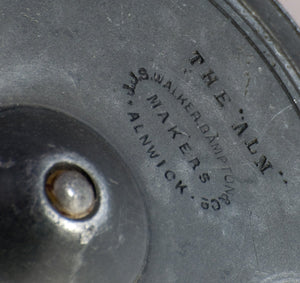 THE "ALN"
J.J.S. WALKER, BAMPTON & Cº
MAKERS
ALNWICK.